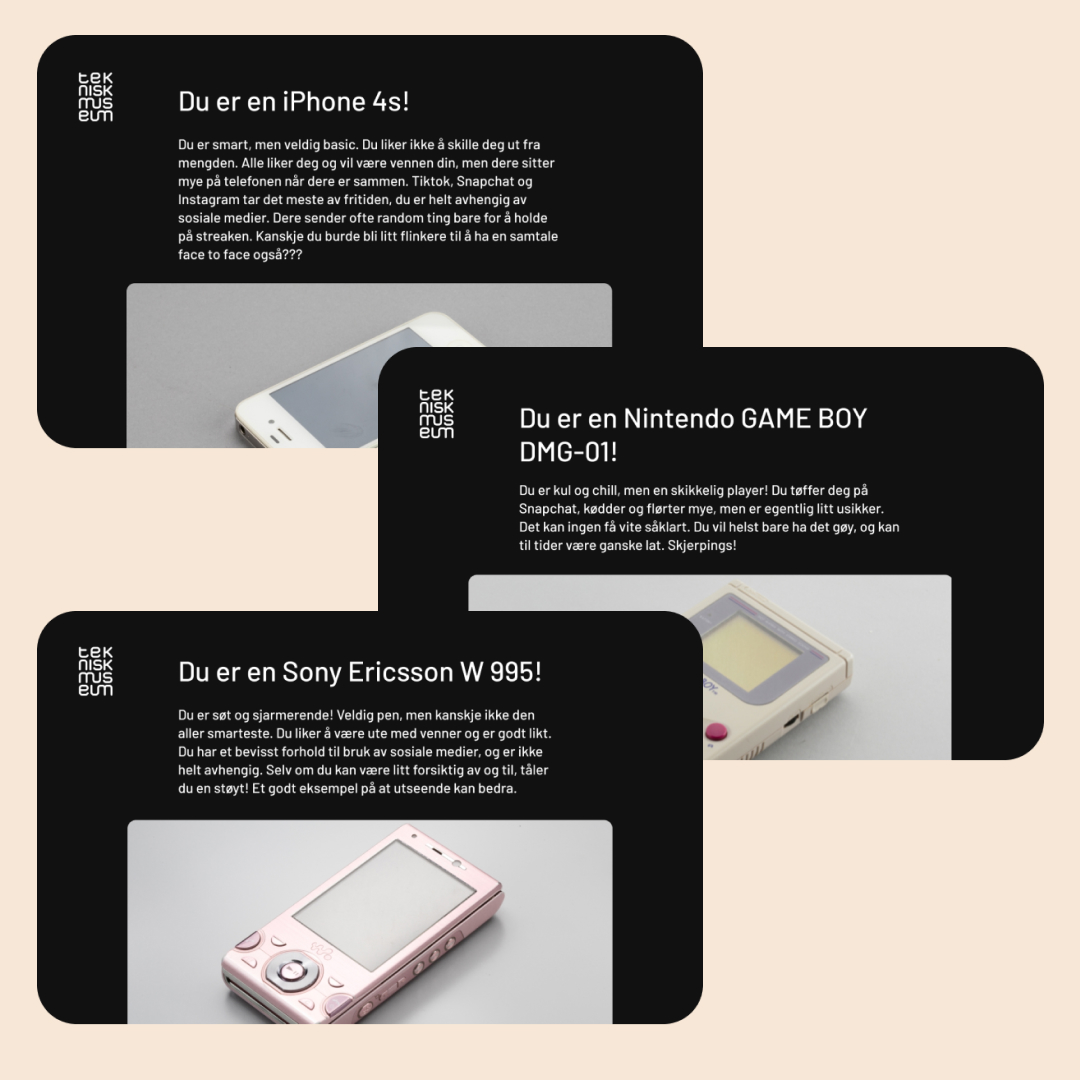 tek
nisk
mus
eum
Du er en iPhone 4s!
Du er smart, men veldig basic. Du liker ikke å skille deg ut fra
mengden. Alle liker deg og vil være vennen din, men dere sitter
mye på telefonen når dere er sammen. Tiktok, Snapchat og
Instagram tar det meste av fritiden, du er helt avhengig av
sosiale medier. Dere sender ofte random ting bare for å holde
på streaken. Kanskje du burde bli litt flinkere til å ha en samtale
face to face også???
tek
nisk
mus
eum
Du er en Nintendo GAME BOY
DMG-01!
Du er kul og chill, men en skikkelig player! Du tøffer deg på
Snapchat, kødder og flørter mye, men er egentlig litt usikker.
Det kan ingen få vite såklart. Du vil helst bare ha det gøy, og kan
til tider være ganske lat. Skjerpings!
tek
nisk
mus
eum
Du er en Sony Ericsson W 995!
Du er søt og sjarmerende! Veldig pen, men kanskje ikke den
aller smarteste. Du liker å være ute med venner og er godt likt.
Du har et bevisst forhold til bruk av sosiale medier, og er ikke
helt avhengig. Selv om du kan være litt forsiktig av og til, tåler
du en støyt! Et godt eksempel på at utseende kan bedra.